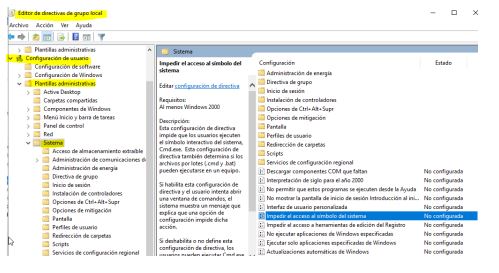 Editor de directivas de grupo local
Archivo Acción Ver Ayuda
Plantillas administrativas
Configuración de usuario
Configuración de software
Configuración de Windows
Plantillas administrativas
Active Desktop
Carpetas compartidas
Componentes de Windows
Menú Inicio y barra de tareas
Panel de control
Red
Sistema
Acceso de almacenamiento extraíble
Administración de comunicaciones d
Administración de energía
Directiva de grupo
Inicio de sesión
Instalación de controladores
Opciones de Ctrl+Alt+Supr
Opciones de mitigación
Pantalla
Perfiles de usuario
Redirección de carpetas
Scripts
Servicios de configuración regional
Sistema
Impedir el acceso al símbolo del
sistema
Editar configuración de directiva
Requisitos:
Al menos Windows 2000
Descripción:
Esta configuración de directiva
impide que los usuarios ejecuten
el símbolo interactivo del sistema,
Cmd.exe. Esta configuración de
directiva también determina si los
archivos por lotes (.cmd y .bat)
pueden ejecutarse en un equipo.
Si habilita esta configuración de
directiva y el usuario intenta abrir
una ventana de comandos, el
sistema muestra un mensaje que
explica que una opción de
configuración impide dicha
acción.
Si deshabilita o no define esta
configuración de directiva, los
usuarios pueden ejecutar Cmd.exe
Configuración Estado
Administración de energía
Directiva de grupo
Inicio de sesión
Instalación de controladores
Opciones de Ctrl+Alt+Supr
Opciones de mitigación
Pantalla
Perfiles de usuario
Redirección de carpetas
Scripts
Servicios de configuración regional
Descargar componentes COM que faltan No configurada
Interpretación de siglo para el año 2000 No configurada
No permitir que estos programas se ejecuten desde la Ayuda No configurada
No mostrar la pantalla de inicio de sesión Introducción al ini... No configurada
Interfaz de usuario personalizada No configurada
Impedir el acceso al símbolo del sistema No configurada
Impedir el acceso a herramientas de edición del Registro No configurada
No ejecutar aplicaciones de Windows especificadas No configurada
Ejecutar solo aplicaciones especificadas de Windows No configurada
Actualizaciones automáticas de Windows No configurada